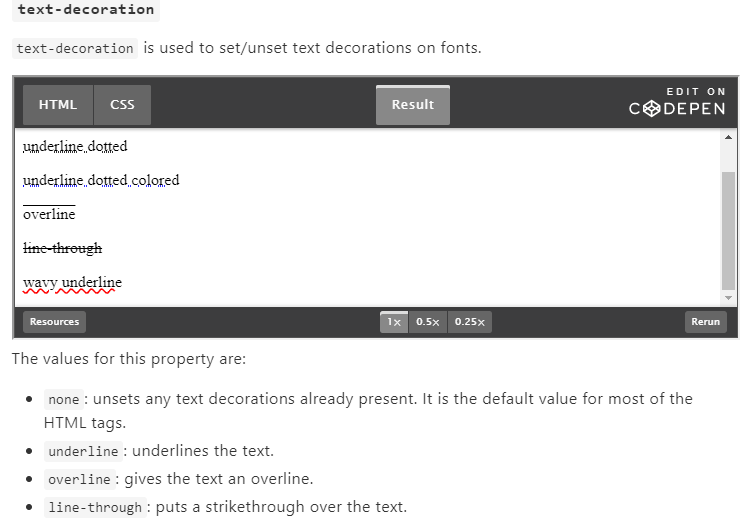 text-decoration
text-decoration is used to set/unset text decorations on fonts.
HTML CSS Result EDIT ON
CODEPEN
underline dotted
underline dotted colored
overline
line-through
wavy underline
Resources 1x 0.5x 0.25x Rerun
The values for this property are:
• none: unsets any text decorations already present. It is the default value for most of the
HTML tags.
• underline: underlines the text.
• overline: gives the text an overline.
• line-through: puts a strikethrough over the text.